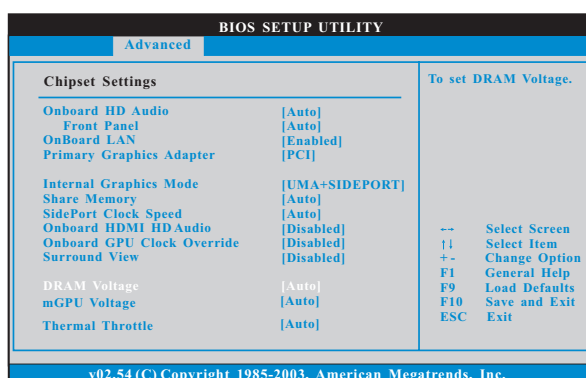 BIOS SETUP UTILITY
Advanced
Chipset Settings
Onboard HD Audio [Auto]
Front Panel [Auto]
OnBoard LAN [Enabled]
Primary Graphics Adapter [PCI]
Internal Graphics Mode [UMA+SIDEPORT]
Share Memory [Auto]
SidePort Clock Speed [Auto]
Onboard HDMI HD Audio [Disabled]
Onboard GPU Clock Override [Disabled]
Surround View [Disabled]
DRAM Voltage [Auto]
mGPU Voltage [Auto]
Thermal Throttle [Auto]
To set DRAM Voltage.
←→ Select Screen
↑↓ Select Item
+- Change Option
F1 General Help
F9 Load Defaults
F10 Save and Exit
ESC Exit
v02.54 (C) Copyright 1985-2003, American Megatrends, Inc.